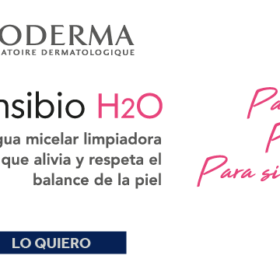 ODERMA
ATOIRE DERMATOLOGIQUE
nsibio H2O
gua micelar limpiadora
que alivia y respeta el
balance de la piel
Pa
P
Para si
LO QUIERO